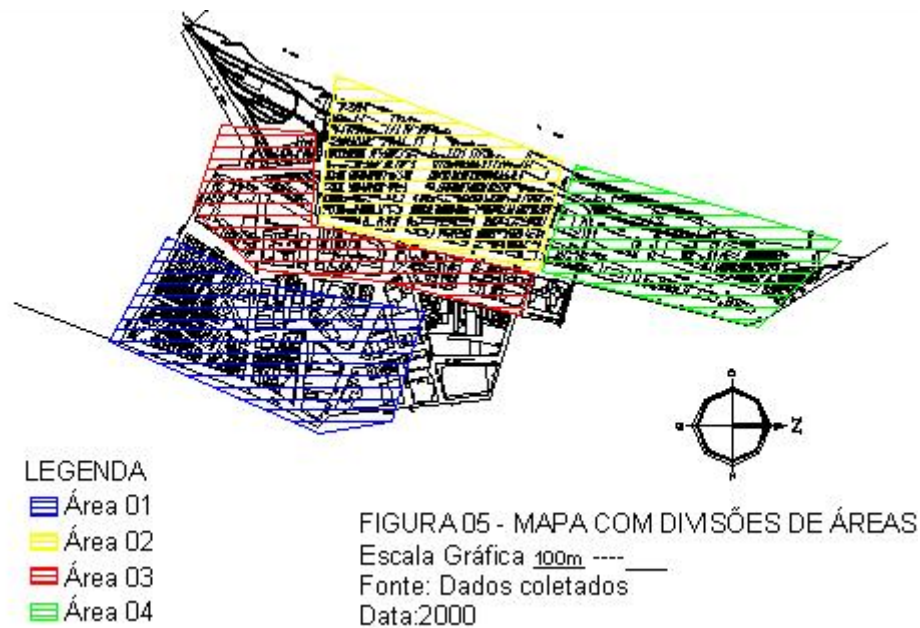 Z
LEGENDA
Área 01
Área 02
Área 03
Área 04
FIGURA 05 - MAPA COM DIVISÕES DE ÁREAS
Escala Gráfica 100m ----
Fonte: Dados coletados
Data:2000